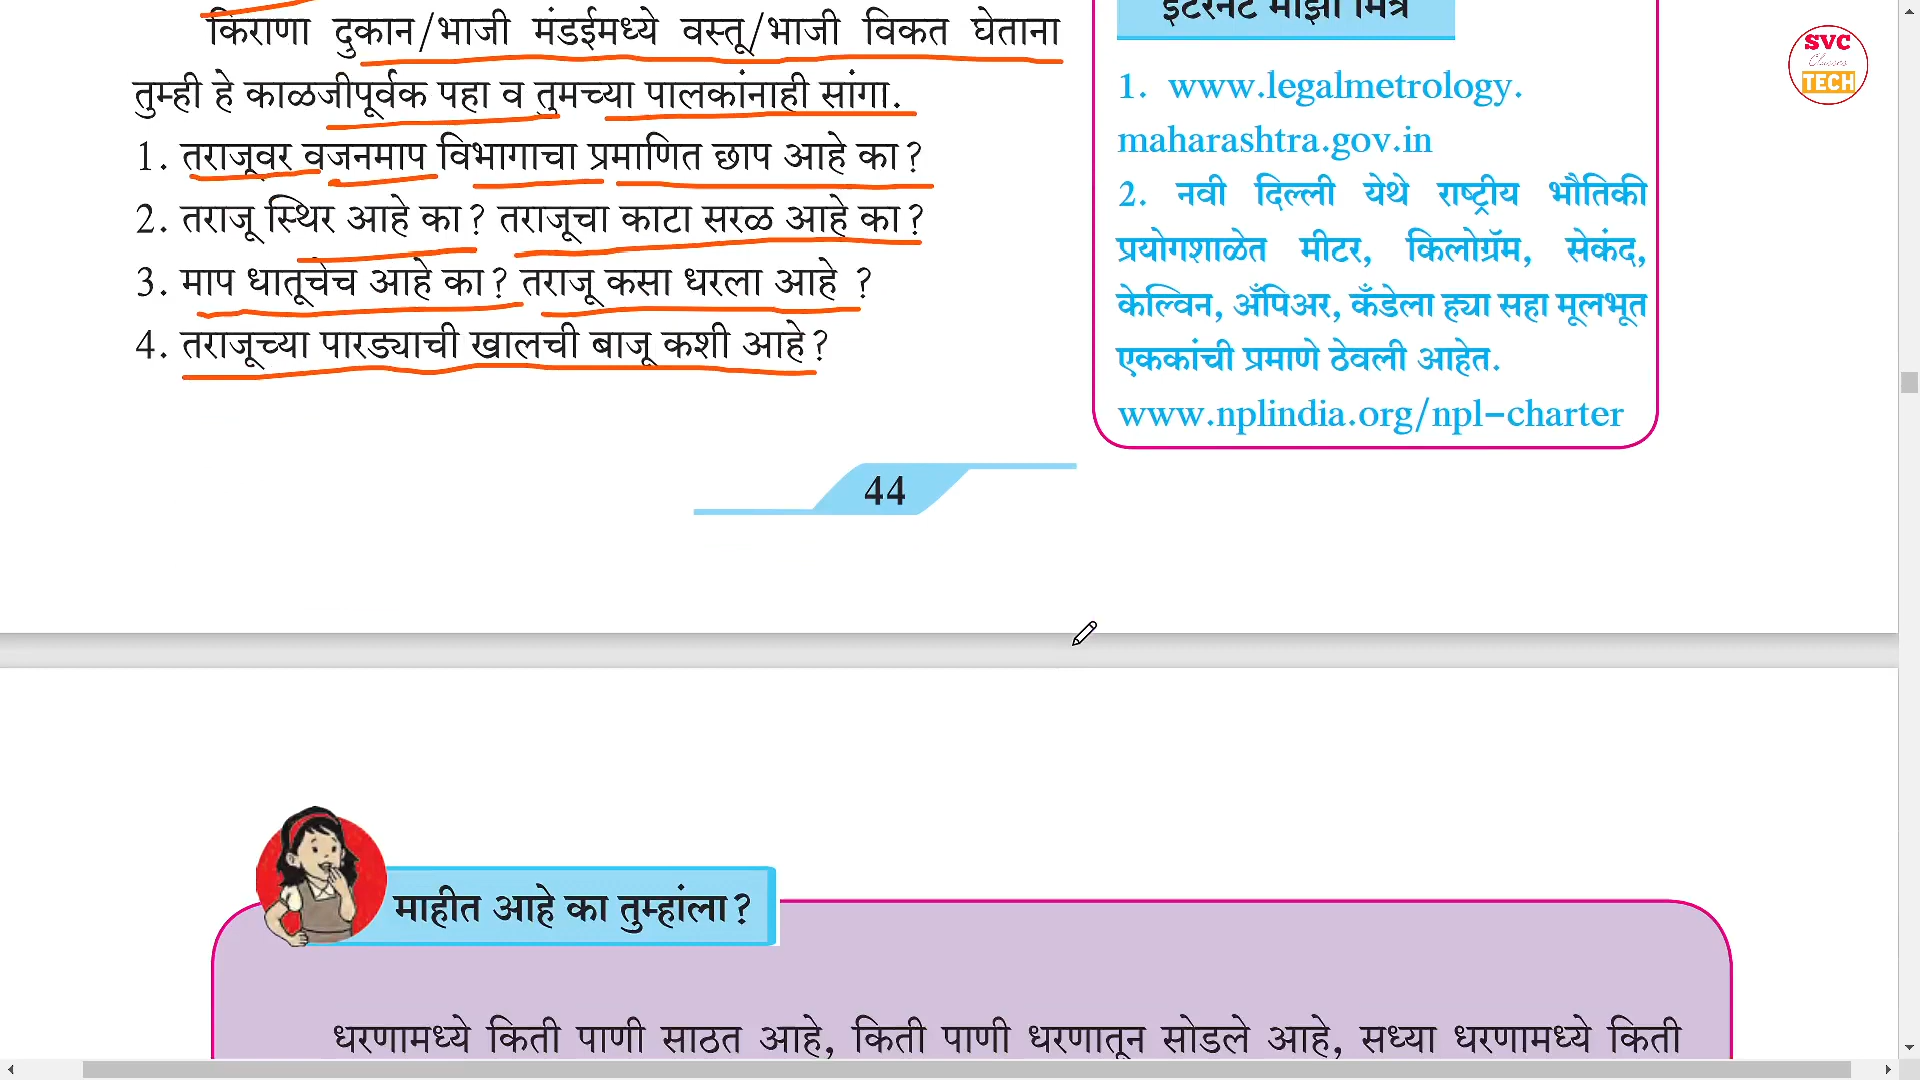 किराणा दुकान/भाजी मंडईमध्ये वस्तू/भाजी विकत घेताना
तुम्ही हे काळजीपूर्वक पहा व तुमच्या पालकांनाही सांगा.
1. तराजूवर वजनमाप विभागाचा प्रमाणित छाप आहे का?
2. तराजू स्थिर आहे का? तराजूचा काटा सरळ आहे का?
3. माप धातूचेच आहे का? तराजू कसा धरला आहे ?
4. तराजूच्या पारड्याची खालची बाजू कशी आहे?
इंटरनेट माझा मित्र
1. www.legalmetrology.
maharashtra.gov.in
2. नवी दिल्ली येथे राष्ट्रीय भौतिकी
प्रयोगशाळेत मीटर, किलोग्रॅम, सेकंद,
केल्विन, अँपिअर, कँडेला ह्या सहा मूलभूत
एककांची प्रमाणे ठेवली आहेत.
www.nplindia.org/npl-charter
SVC
Classes
TECH
44
माहीत आहे का तुम्हांला?
धरणामध्ये किती पाणी साठत आहे, किती पाणी धरणातून सोडले आहे, सध्या धरणामध्ये किती